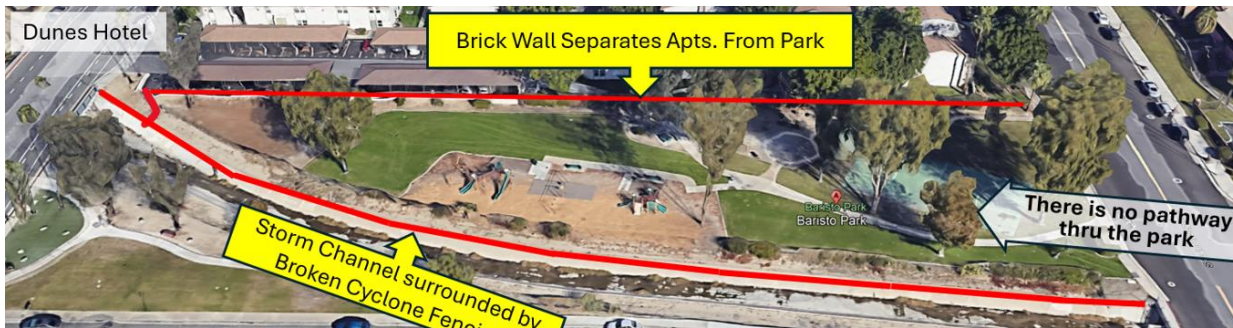 Dunes Hotel
Brick Wall Separates Apts. From Park
Baristo Park
Baristo Park
There is no pathway
thru the park
Storm Channel surrounded by
Broken Cyclone